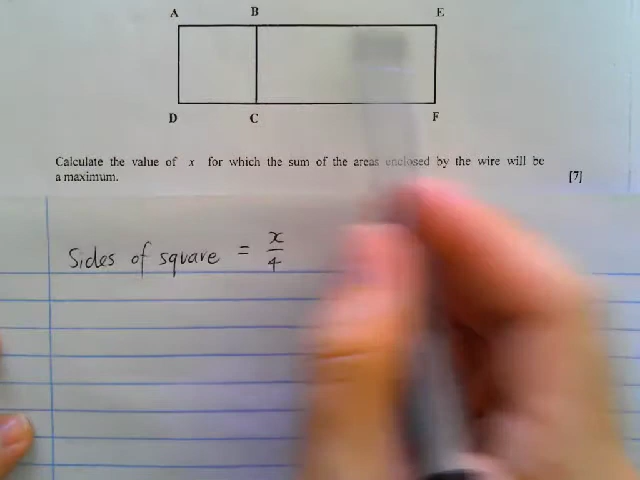 A B E
D C F
Calculate the value of x for which the sum of the areas enclosed by the wire will be
a maximum. [7]
Sides of square = x/4